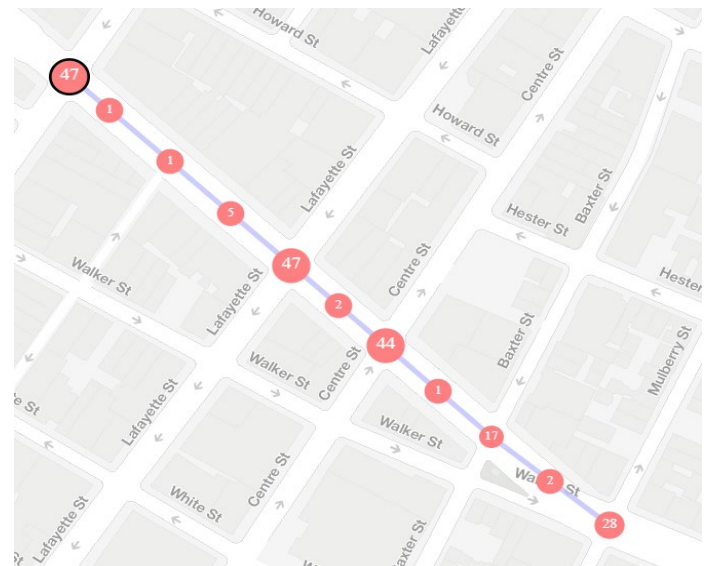 Howard St
Lafayette
47
1
Centre St
Howard St
Lafayette St
1
Baxter St
5
Hester St
Walker St
Lafayette St
47
Centre St
Hester
2
44
Baxter St
Mulberry St
Walker St
Centre St
1
Lafayette St
Walker St
17
2
Centre St
White St
28
Lafayette St
Baxter St